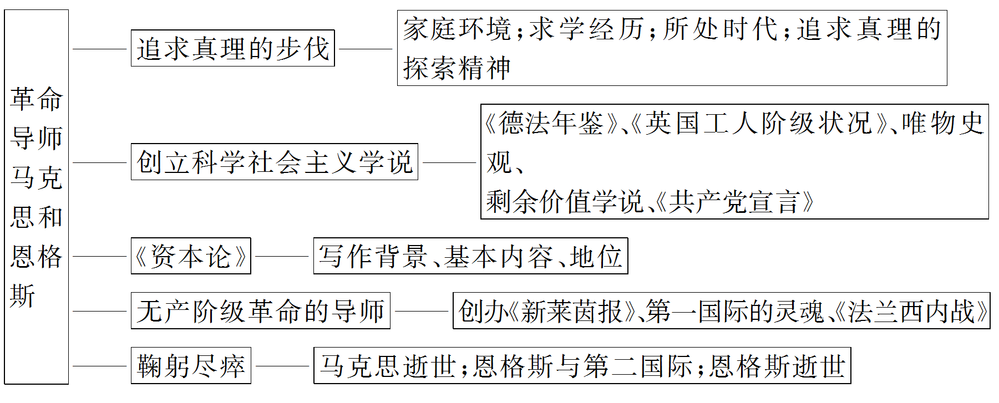 革命
导师
马克
思和
恩格
斯
追求真理的步伐
家庭环境;求学经历;所处时代;追求真理的
探索精神
创立科学社会主义学说
《德法年鉴》、《英国工人阶级状况》、唯物史
观、
剩余价值学说、《共产党宣言》
《资本论》
写作背景、基本内容、地位
无产阶级革命的导师
创办《新莱茵报》、第一国际的灵魂、《法兰西内战》
鞠躬尽瘁
马克思逝世;恩格斯与第二国际;恩格斯逝世